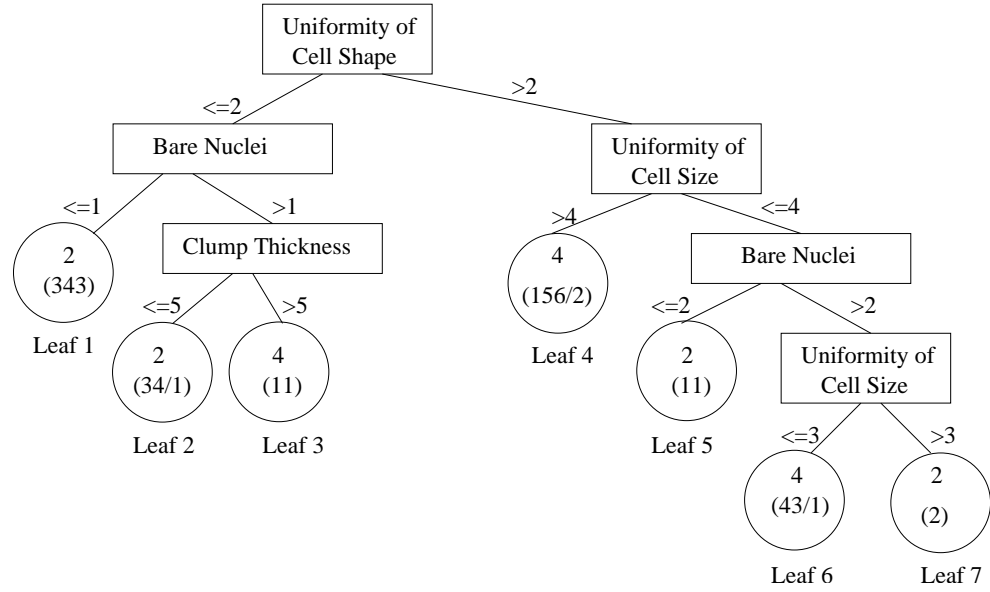 Uniformity of
Cell Shape
<=2
>2
Bare Nuclei
Uniformity of
Cell Size
<=1
>1
>4
<=4
2
(343)
Leaf 1
Clump Thickness
4
(156/2)
Leaf 4
Bare Nuclei
<=5
>5
<=2
>2
2
(34/1)
Leaf 2
4
(11)
Leaf 3
2
(11)
Leaf 5
Uniformity of
Cell Size
<=3
>3
4
(43/1)
Leaf 6
2
(2)
Leaf 7